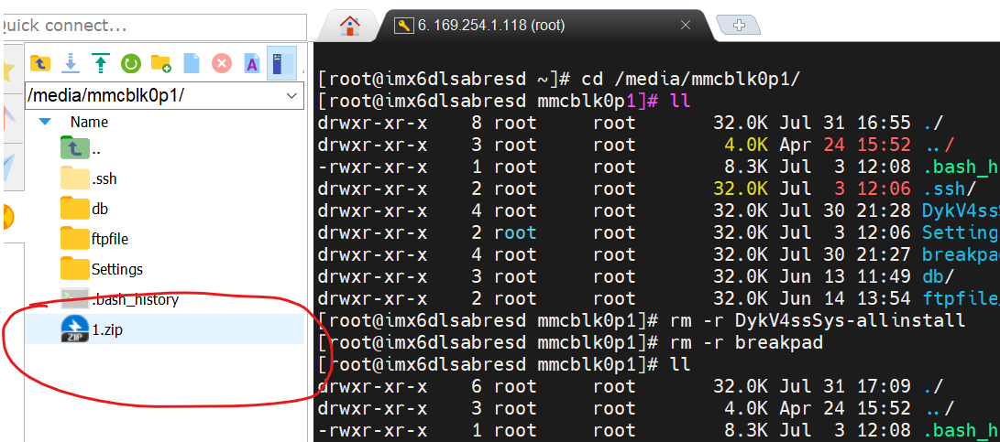 Quick connect...
6. 169.254.1.118 (root)
/media/mmcblk0p1/
Name
..
.ssh
db
ftpfile
Settings
.bash_history
1.zip
ZIP
[root@imx6dlsabresd ~]# cd /media/mmcblk0p1/
[root@imx6dlsabresd mmcblk0p1]# ll
drwxr-xr-x 8 root root 32.0K Jul 31 16:55 ./
drwxr-xr-x 3 root root 4.0K Apr 24 15:52 ../
-rwxr-xr-x 1 root root 8.3K Jul 3 12:08 .bash_h
drwxr-xr-x 2 root root 32.0K Jul 3 12:06 .ssh/
drwxr-xr-x 4 root root 32.0K Jul 30 21:28 DykV4ssS
drwxr-xr-x 2 root root 32.0K Jul 3 12:06 Setting
drwxr-xr-x 4 root root 32.0K Jul 30 21:27 breakpad
drwxr-xr-x 3 root root 32.0K Jun 13 11:49 db/
drwxr-xr-x 2 root root 32.0K Jun 14 13:54 ftpfile
[root@imx6dlsabresd mmcblk0p1]# rm -r DykV4ssSys-allinstall
[root@imx6dlsabresd mmcblk0p1]# rm -r breakpad
[root@imx6dlsabresd mmcblk0p1]# ll
drwxr-xr-x 6 root root 32.0K Jul 31 17:09 ./
drwxr-xr-x 3 root root 4.0K Apr 24 15:52 ../
-rwxr-xr-x 1 root root 8.3K Jul 3 12:08 .bash_h